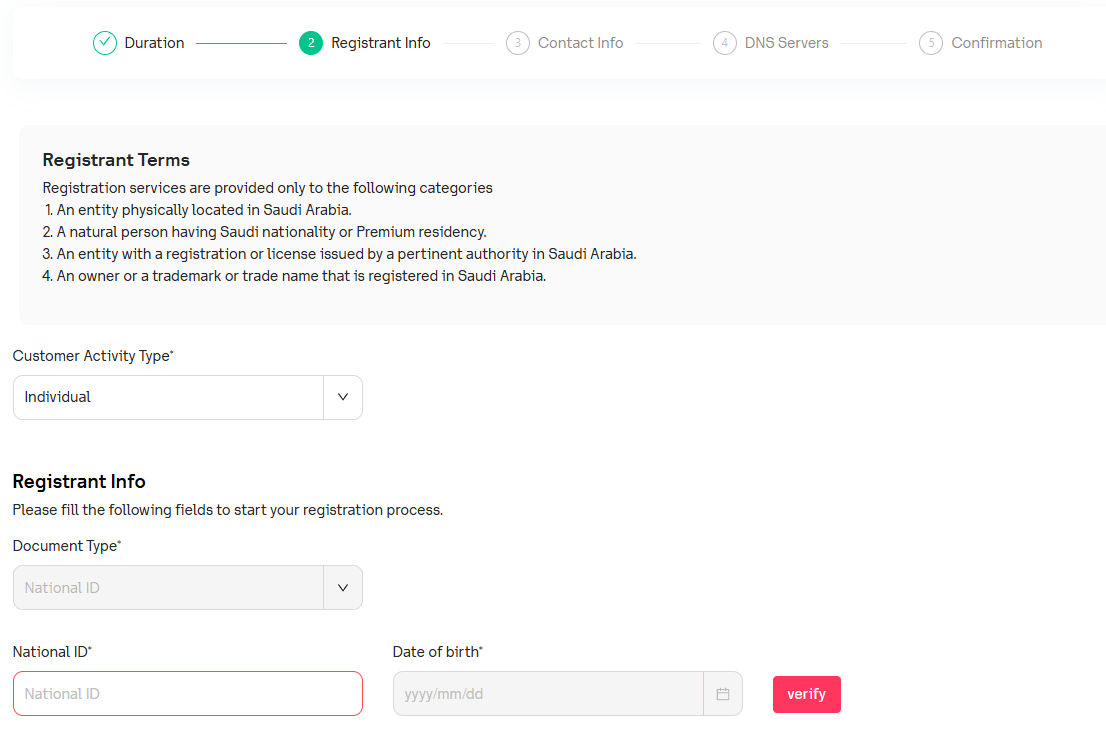 Duration
2 Registrant Info
3 Contact Info
4 DNS Servers
5 Confirmation
Registrant Terms
Registration services are provided only to the following categories
1. An entity physically located in Saudi Arabia.
2. A natural person having Saudi nationality or Premium residency.
3. An entity with a registration or license issued by a pertinent authority in Saudi Arabia.
4. An owner or a trademark or trade name that is registered in Saudi Arabia.
Customer Activity Type*
Individual
Registrant Info
Please fill the following fields to start your registration process.
Document Type*
National ID
National ID*
National ID
Date of birth*
yyyy/mm/dd
verify